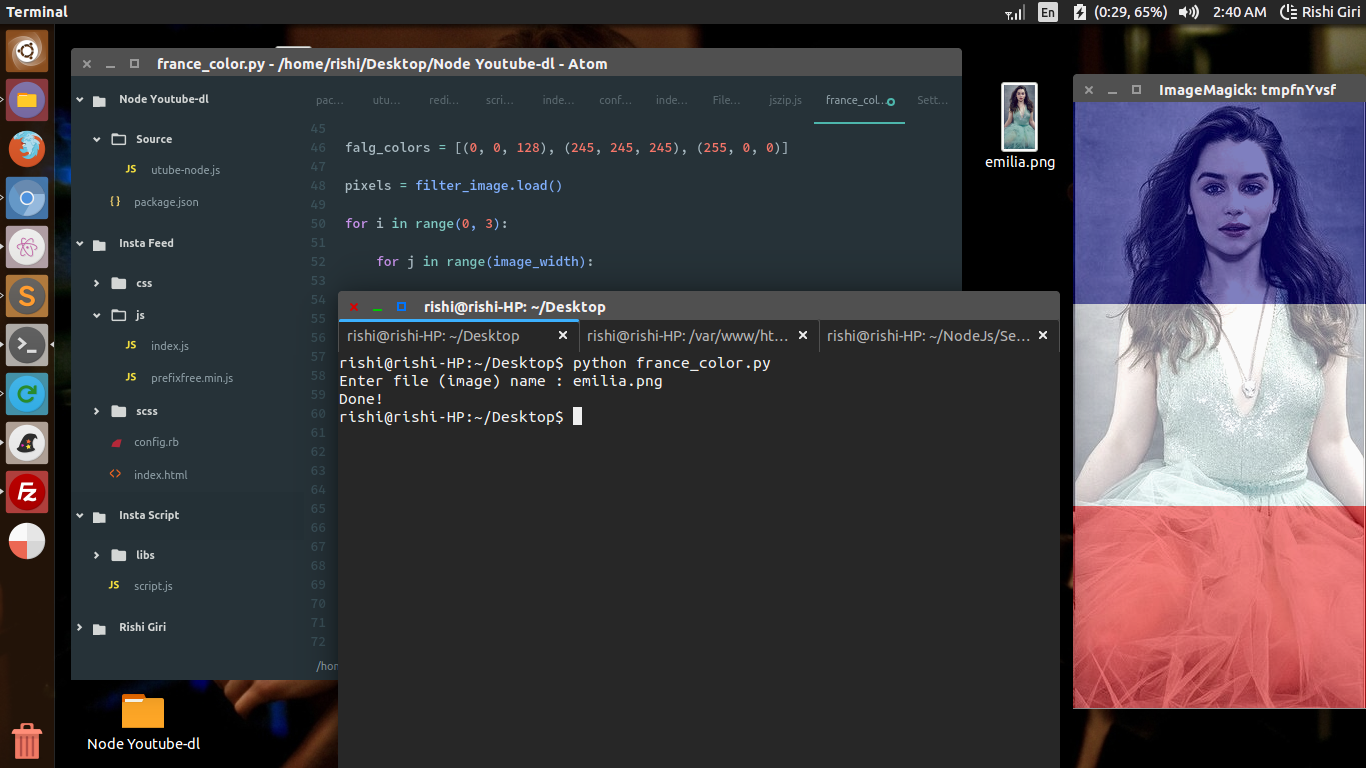 Terminal
En
(0:29, 65%)
2:40 AM
Rishi Giri
france_color.py - /home/rishi/Desktop/Node Youtube-dl - Atom
Node Youtube-dl
Source
JS utube-node.js
{} package.json
Insta Feed
css
js
JS index.js
JS prefixfree.min.js
scss
config.rb
<> index.html
Insta Script
libs
JS script.js
Rishi Giri
pac... utu... redi... scri... inde... conf... inde... File... jszip.js france_col... Sett...
45
46 falg_colors = [(0, 0, 128), (245, 245, 245), (255, 0, 0)]
47
48 pixels = filter_image.load()
49
50 for i in range(0, 3):
51
52 for j in range(image_width):
53
54
55
56
57
58
59
60
61
62
63
64
65
66
67
68
69
70
71
72
/hom
rishi@rishi-HP: ~/Desktop
rishi@rishi-HP: ~/Desktop × rishi@rishi-HP: /var/www/ht... × rishi@rishi-HP: ~/NodeJs/Se... ×
rishi@rishi-HP:~/Desktop$ python france_color.py
Enter file (image) name : emilia.png
Done!
rishi@rishi-HP:~/Desktop$
emilia.png
ImageMagick: tmpfnYvsf
S
>_
Fz
Node Youtube-dl